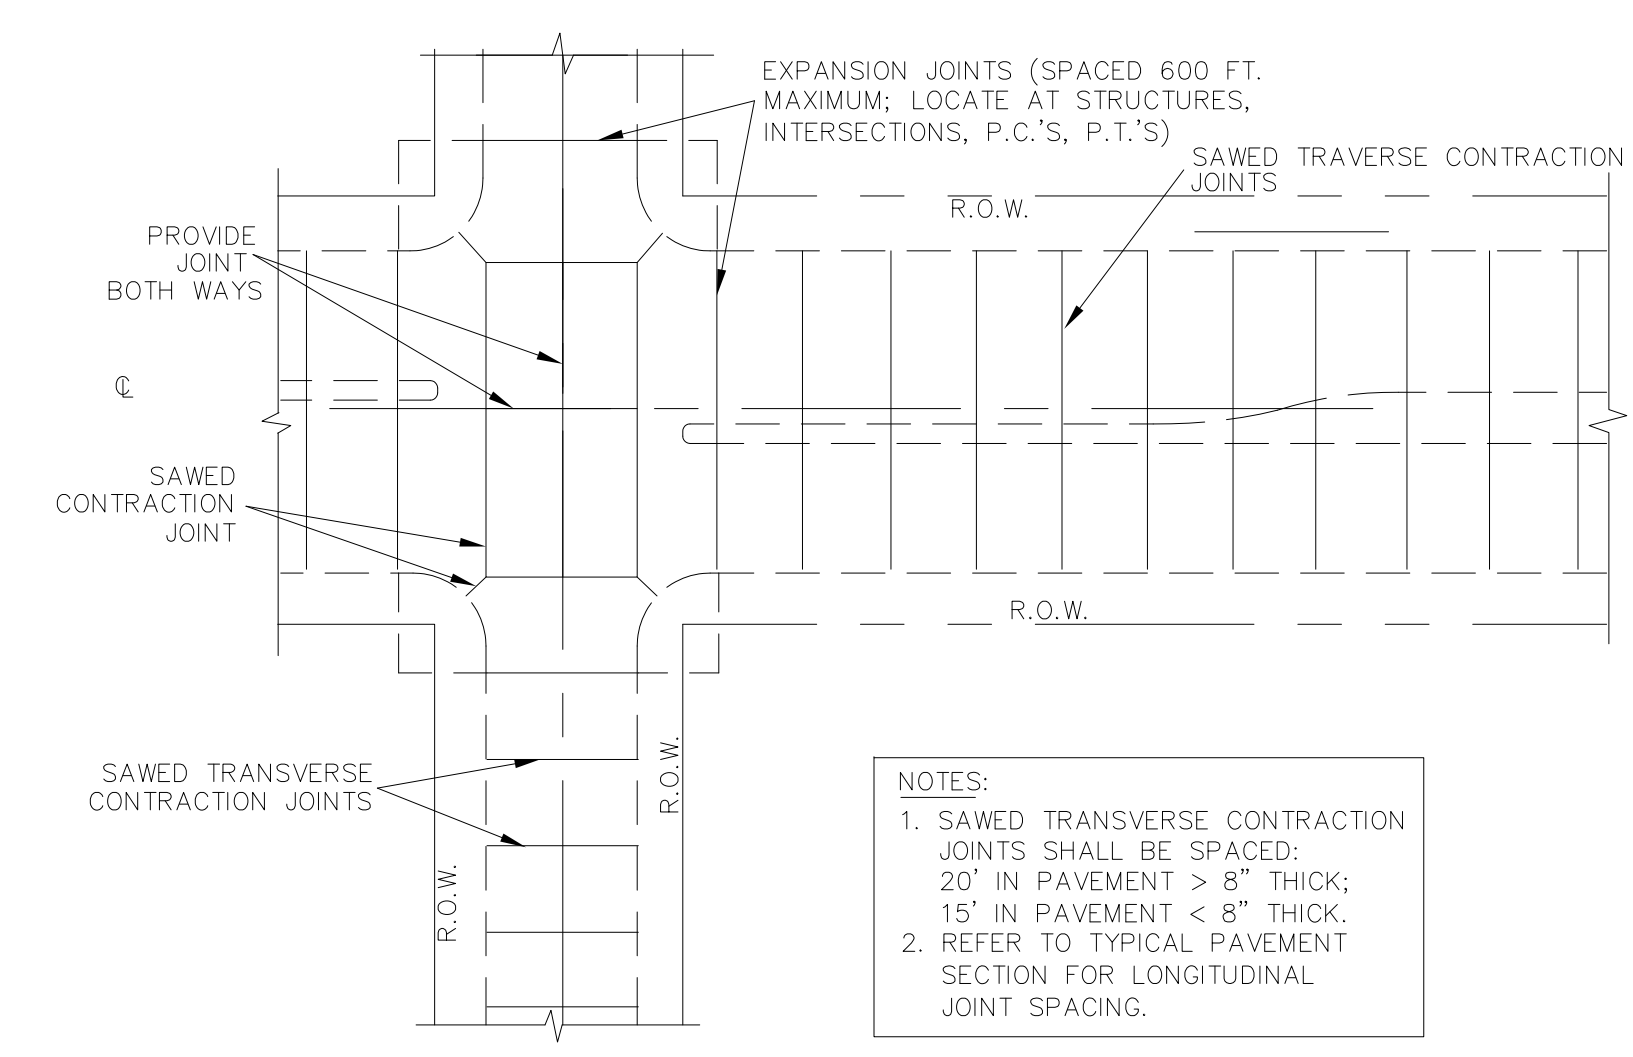 EXPANSION JOINTS (SPACED 600 FT.
MAXIMUM; LOCATE AT STRUCTURES,
INTERSECTIONS, P.C.'S, P.T.'S)
SAWED TRAVERSE CONTRACTION
JOINTS
R.O.W.
PROVIDE
JOINT
BOTH WAYS
℄
SAWED
CONTRACTION
JOINT
R.O.W.
SAWED TRANSVERSE
CONTRACTION JOINTS
R.O.W.
R.O.W.
NOTES:
1. SAWED TRANSVERSE CONTRACTION
JOINTS SHALL BE SPACED:
20' IN PAVEMENT > 8" THICK;
15' IN PAVEMENT < 8" THICK.
2. REFER TO TYPICAL PAVEMENT
SECTION FOR LONGITUDINAL
JOINT SPACING.